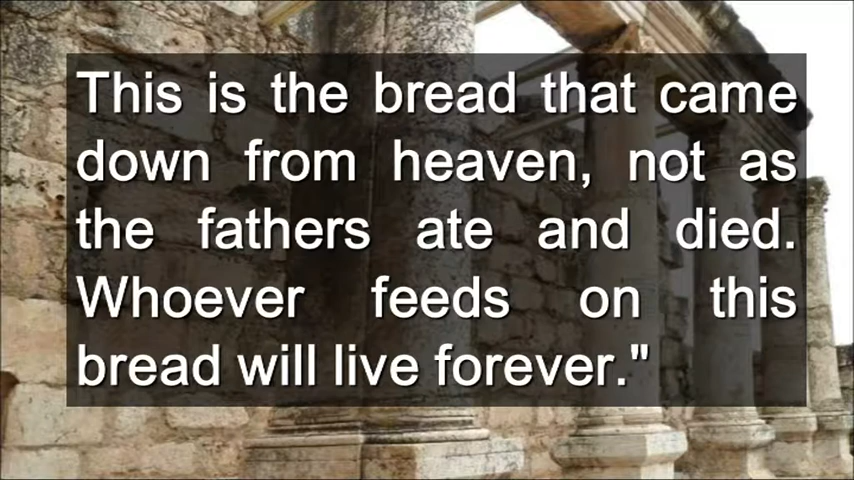 This is the bread that came
down from heaven, not as
the fathers ate and died.
Whoever feeds on this
bread will live forever."